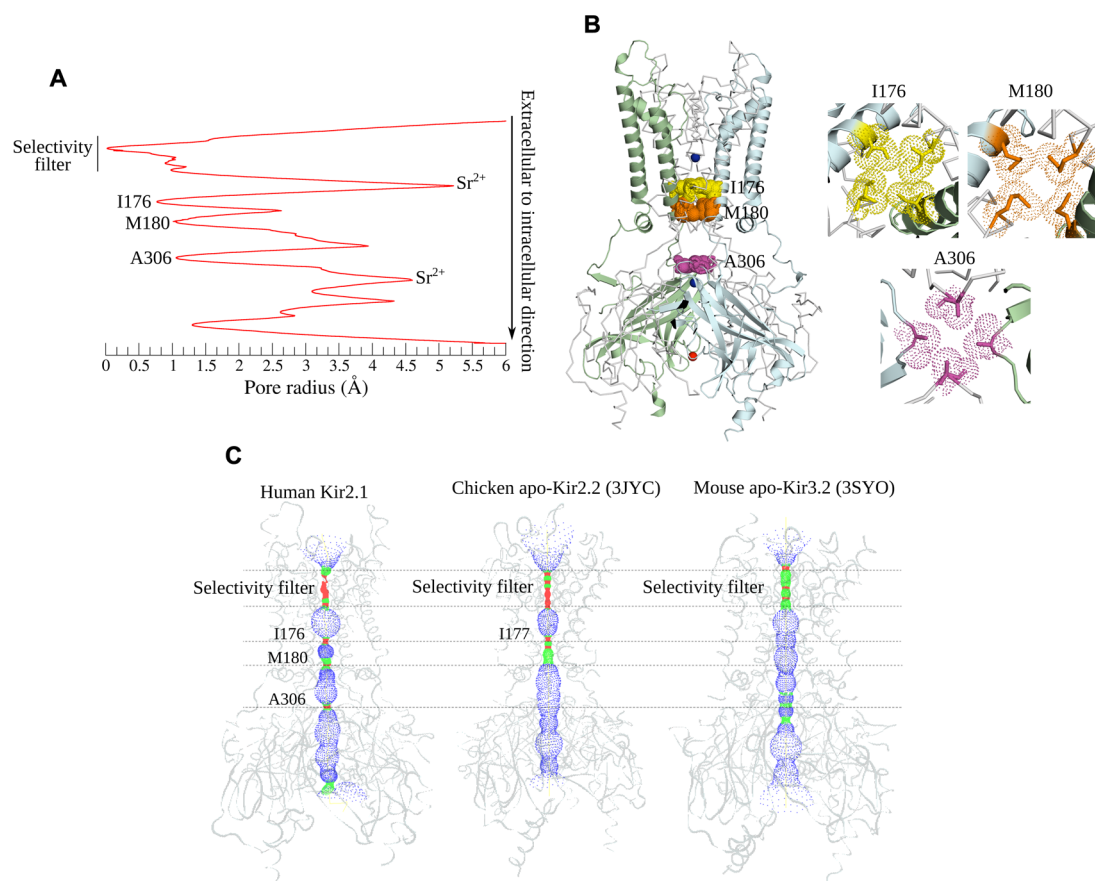 A
Selectivity
filter
Sr²⁺
I176
M180
A306
Sr²⁺
0 0.5 1 1.5 2 2.5 3 3.5 4 4.5 5 5.5 6
Pore radius (Å)
Extracellular to intracellular direction
B
I176
M180
A306
I176
M180
A306
C
Human Kir2.1
Chicken apo-Kir2.2 (3JYC)
Mouse apo-Kir3.2 (3SYO)
Selectivity filter
Selectivity filter
Selectivity filter
I176
I177
M180
A306